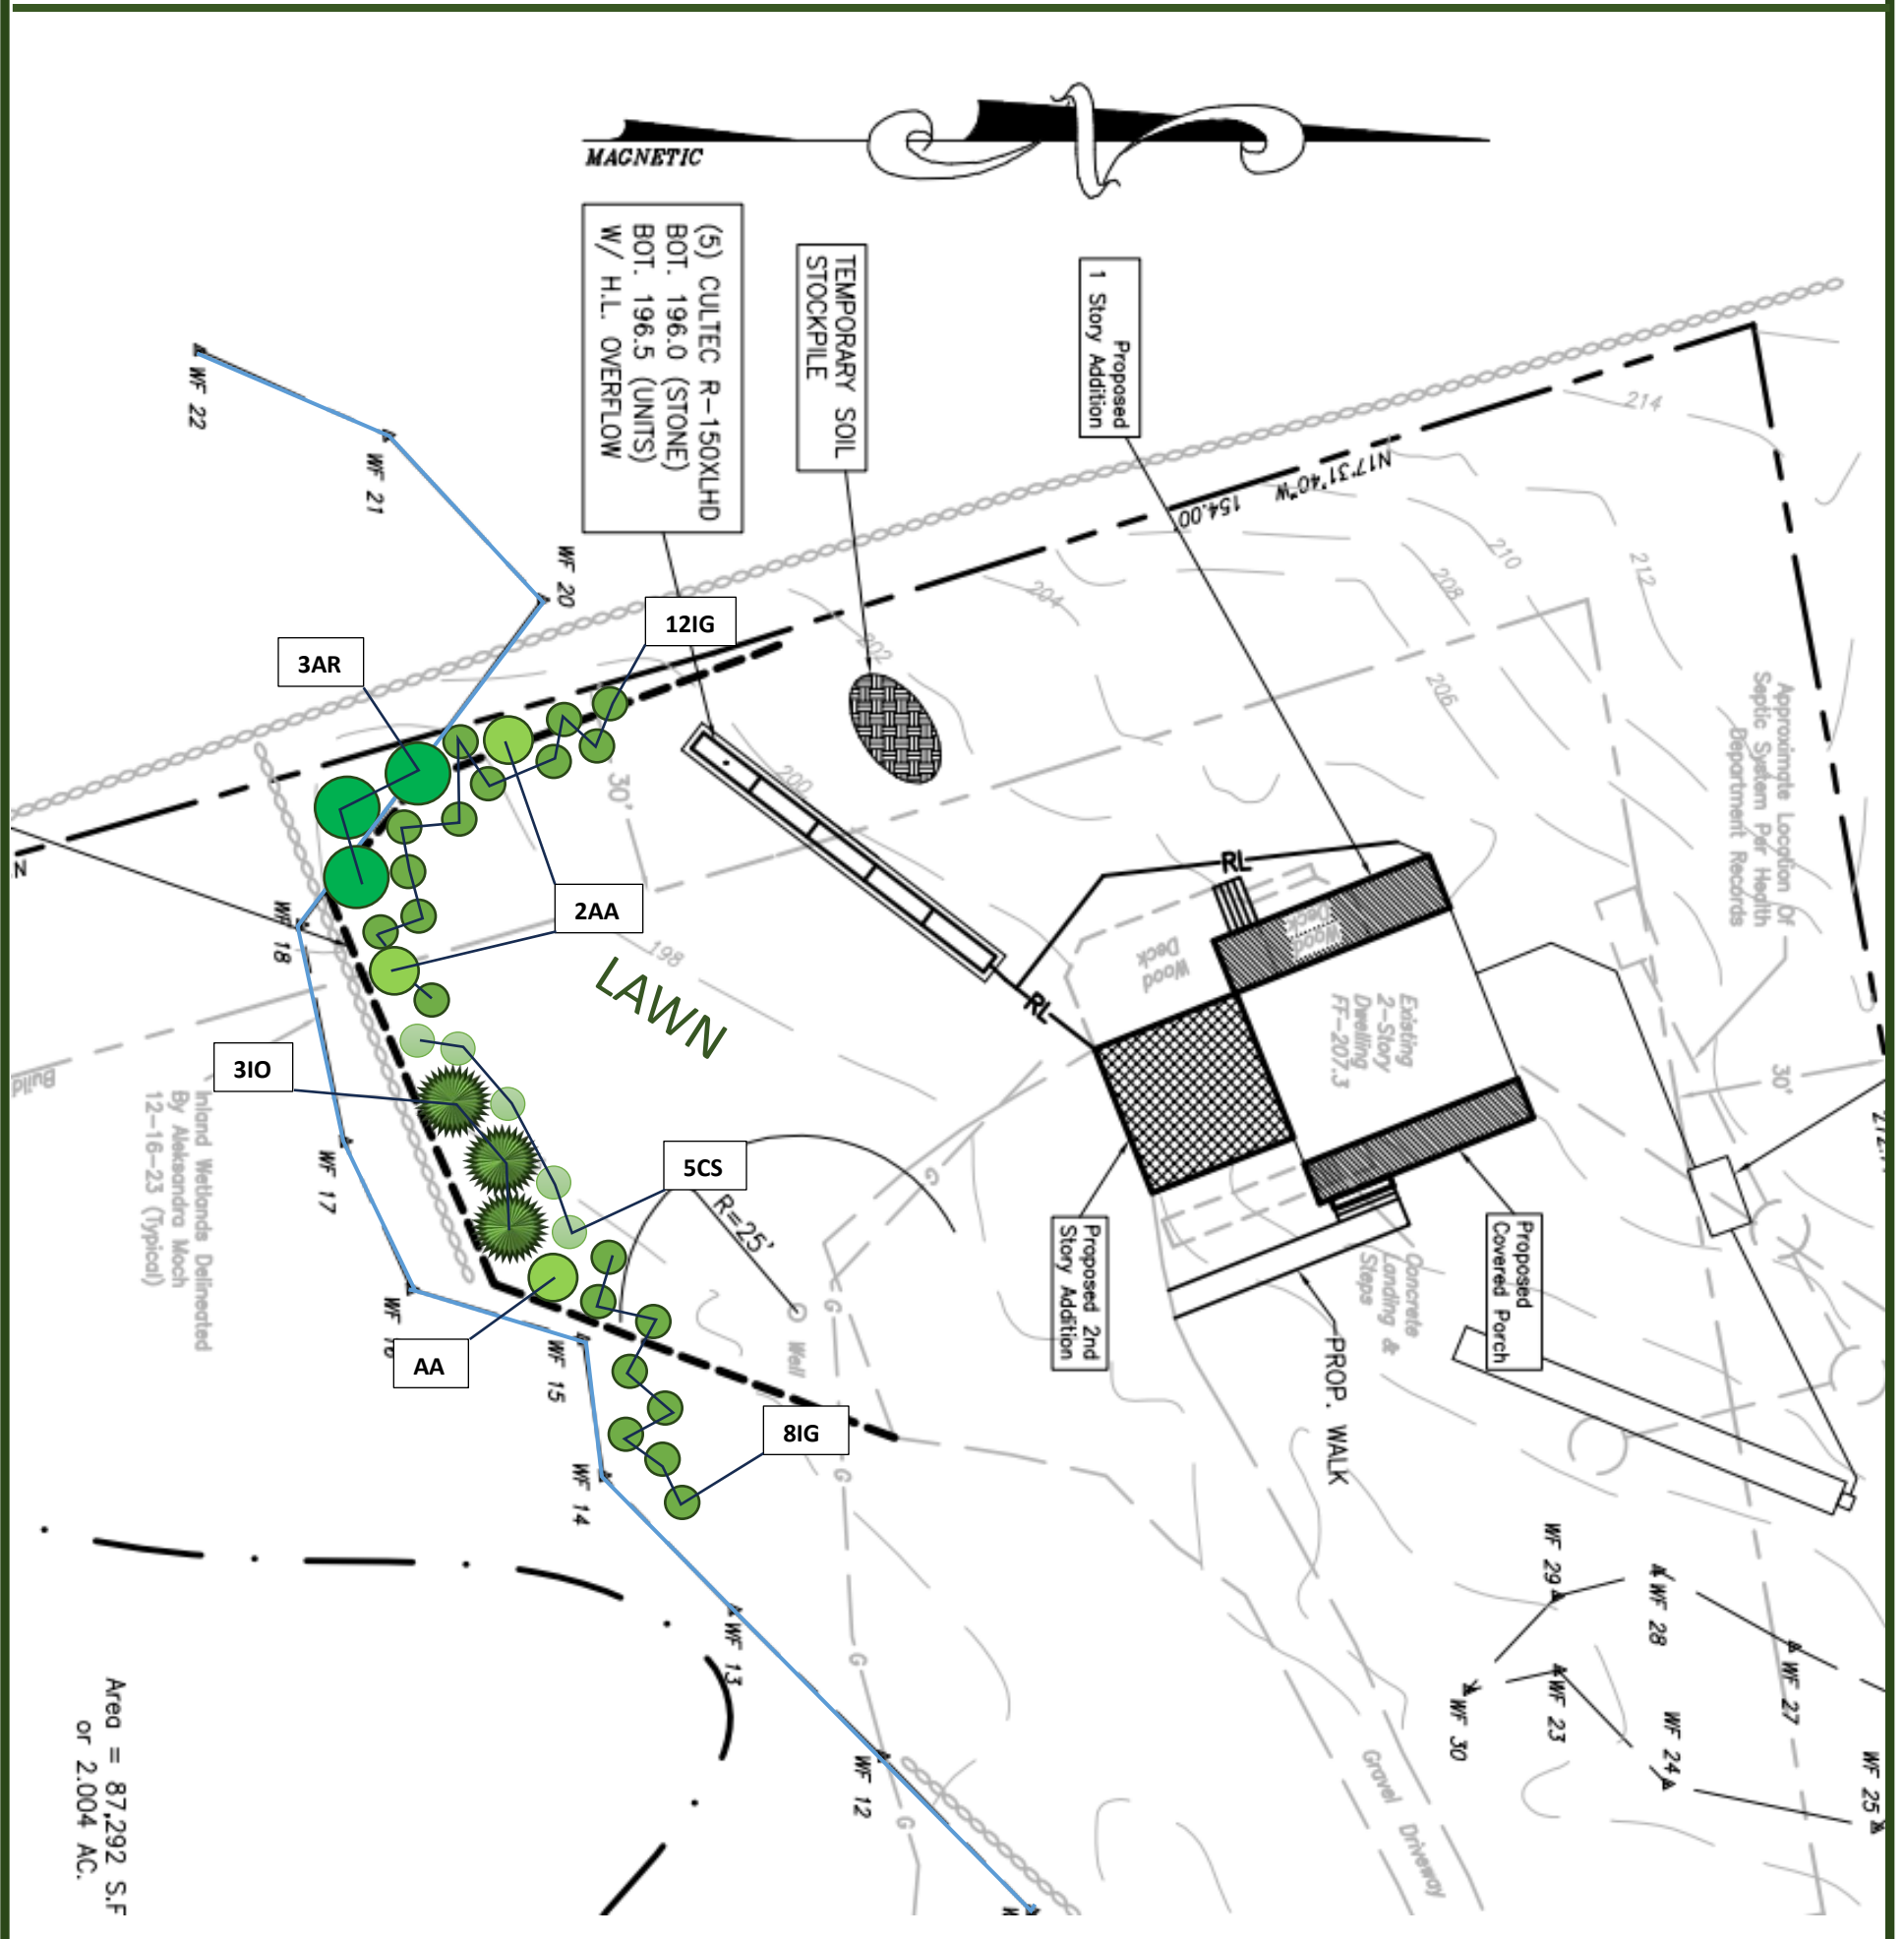 MAGNETIC
(5) CULTEC R-150XLHD
BOT. 196.0 (STONE)
BOT. 196.5 (UNITS)
W/ H.L. OVERFLOW
TEMPORARY SOIL
STOCKPILE
Proposed
1 Story Addition
214
N17°31'40"W
154.00'
210
212
208
204
202
206
200
198
30'
Approximate Location Of
Septic System Per Health
Department Records
WF 22
WF 21
WF 20
12IG
3AR
2AA
WF 18
LAWN
RL
RL
Wood
Deck
Wood
Deck
Existing
2-Story
Dwelling
FF-207.3
30'
3IO
Build
Inland Wetlands Delineated
By Aleksandra Moch
12-16-23 (Typical)
WF 17
5CS
R=25'
Well
G
G
G
G
G
Proposed 2nd
Story Addition
Proposed
Covered Porch
Concrete
Landing &
Steps
PROP. WALK
WF 16
AA
WF 15
8IG
WF 14
WF 13
WF 12
WF 29
WF 28
WF 27
WF 23
WF 30
WF 24
WF 25
Gravel Driveway
Area = 87,292 S.F
or 2.004 AC.
N